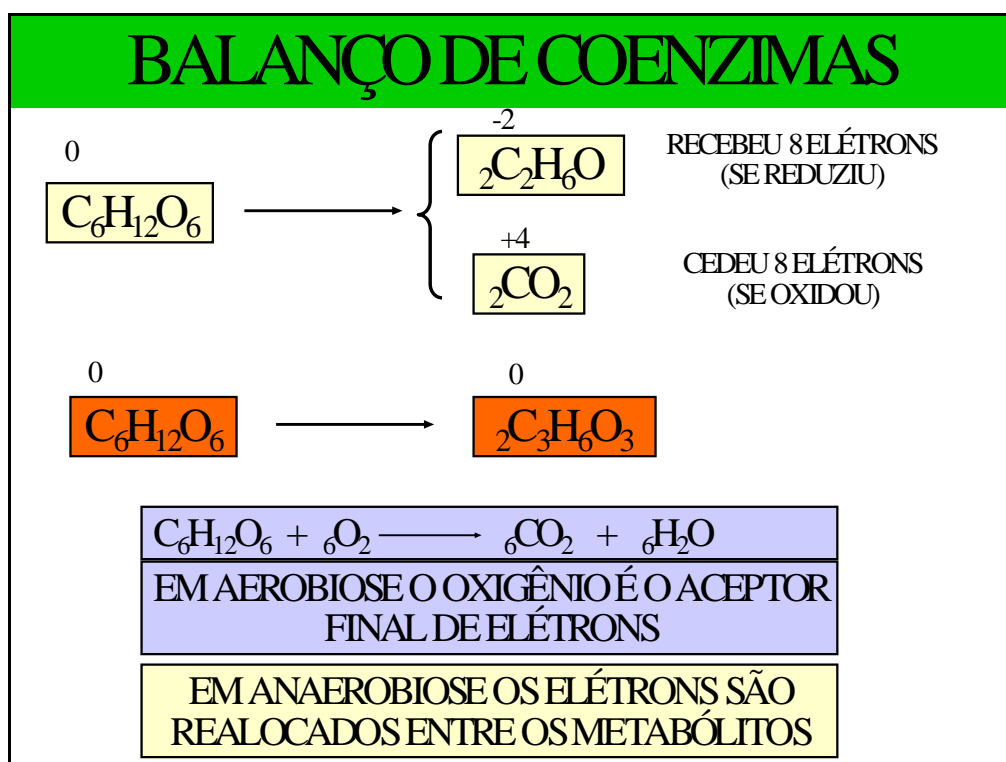 BALANÇO DE COENZIMAS
0
C6H12O6
-2
2C2H6O
RECEBEU 8 ELÉTRONS
(SE REDUZIU)
+4
2CO2
CEDEU 8 ELÉTRONS
(SE OXIDOU)
0
C6H12O6
0
2C3H6O3
C6H12O6 + 6O2 → 6CO2 + 6H2O
EM AEROBIOSE O OXIGÊNIO É O ACEPTOR
FINAL DE ELÉTRONS
EM ANAEROBIOSE OS ELÉTRONS SÃO
REALOCADOS ENTRE OS METABÓLITOS